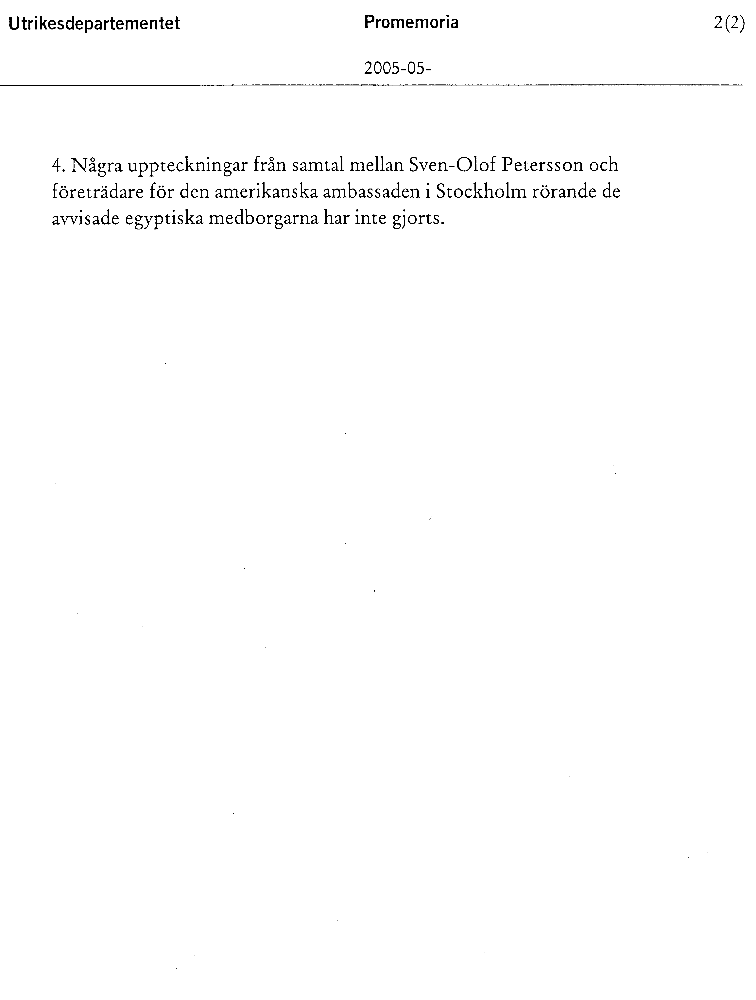 Utrikesdepartementet Promemoria 2(2)
2005-05-
4. Några uppteckningar från samtal mellan Sven-Olof Petersson och
företrädare för den amerikanska ambassaden i Stockholm rörande de
avvisade egyptiska medborgarna har inte gjorts.